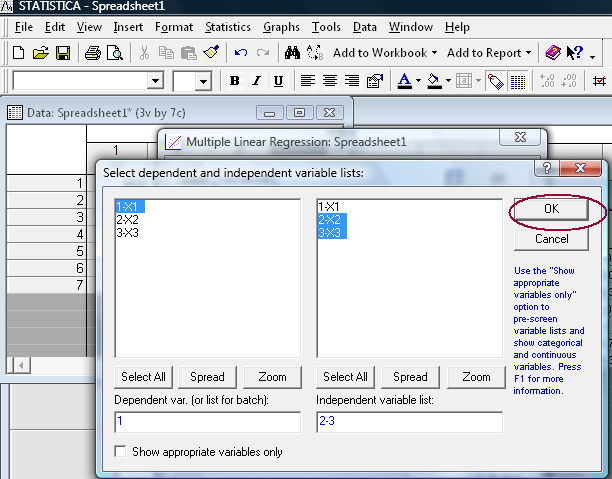 STATISTICA - Spreadsheet1
File Edit View Insert Format Statistics Graphs Tools Data Window Help
Add to Workbook Add to Report
B I U A
Data: Spreadsheet1* (3v by 7c)
Multiple Linear Regression: Spreadsheet1
1
Select dependent and independent variable lists:
1
2
3
4
5
6
7
1-X1
2-X2
3-X3
1-X1
2-X2
3-X3
OK
Cancel
Use the "Show
appropriate
variables only"
option to
pre-screen
variable lists and
show categorical
and continuous
variables. Press
F1 for more
information.
Select All Spread Zoom
Select All Spread Zoom
Dependent var. (or list for batch):
1
Independent variable list:
2-3
Show appropriate variables only